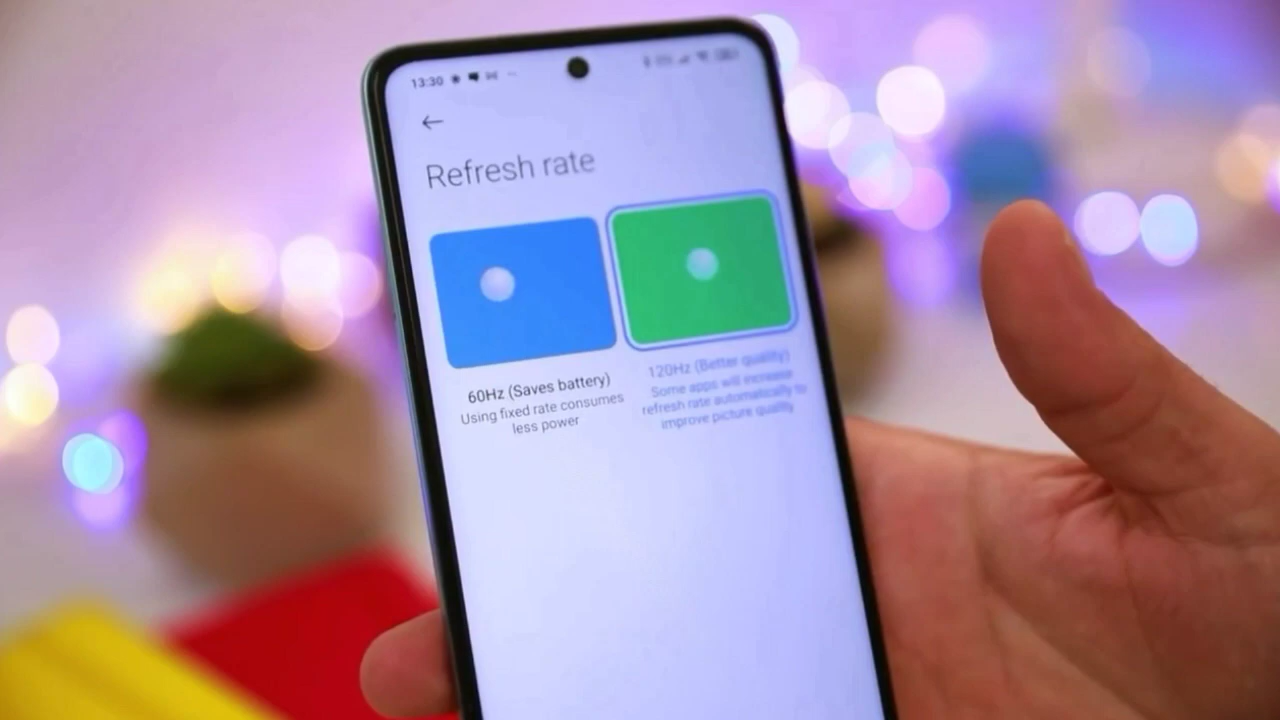 13:30
Refresh rate
60Hz (Saves battery)
Using fixed rate consumes
less power
120Hz (Better quality)
Some apps will increase
refresh rate automatically to
improve picture quality